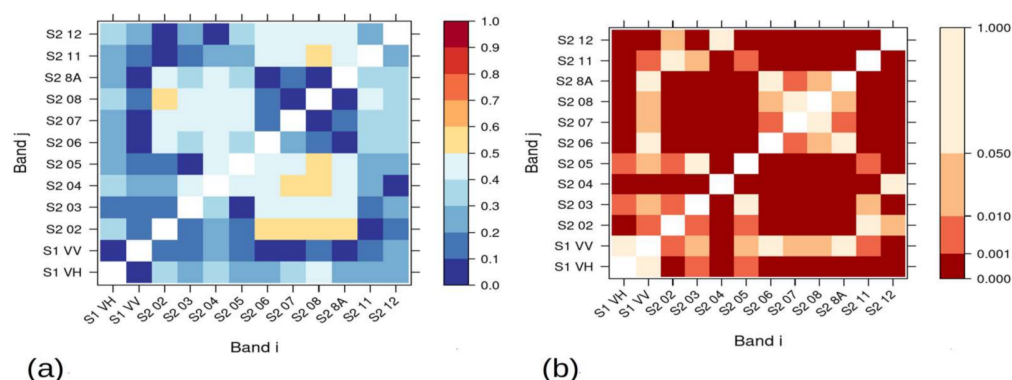 S2 12
S2 11
S2 8A
S2 08
S2 07
S2 06
S2 05
S2 04
S2 03
S2 02
S1 VV
S1 VH
Band j
S1 VH
S1 VV
S2 02
S2 03
S2 04
S2 05
S2 06
S2 07
S2 08
S2 8A
S2 11
S2 12
Band i
1.0
0.9
0.8
0.7
0.6
0.5
0.4
0.3
0.2
0.1
0.0
(a)
S2 12
S2 11
S2 8A
S2 08
S2 07
S2 06
S2 05
S2 04
S2 03
S2 02
S1 VV
S1 VH
Band j
S1 VH
S1 VV
S2 02
S2 03
S2 04
S2 05
S2 06
S2 07
S2 08
S2 8A
S2 11
S2 12
Band i
1.000
0.050
0.010
0.001
0.000
(b)